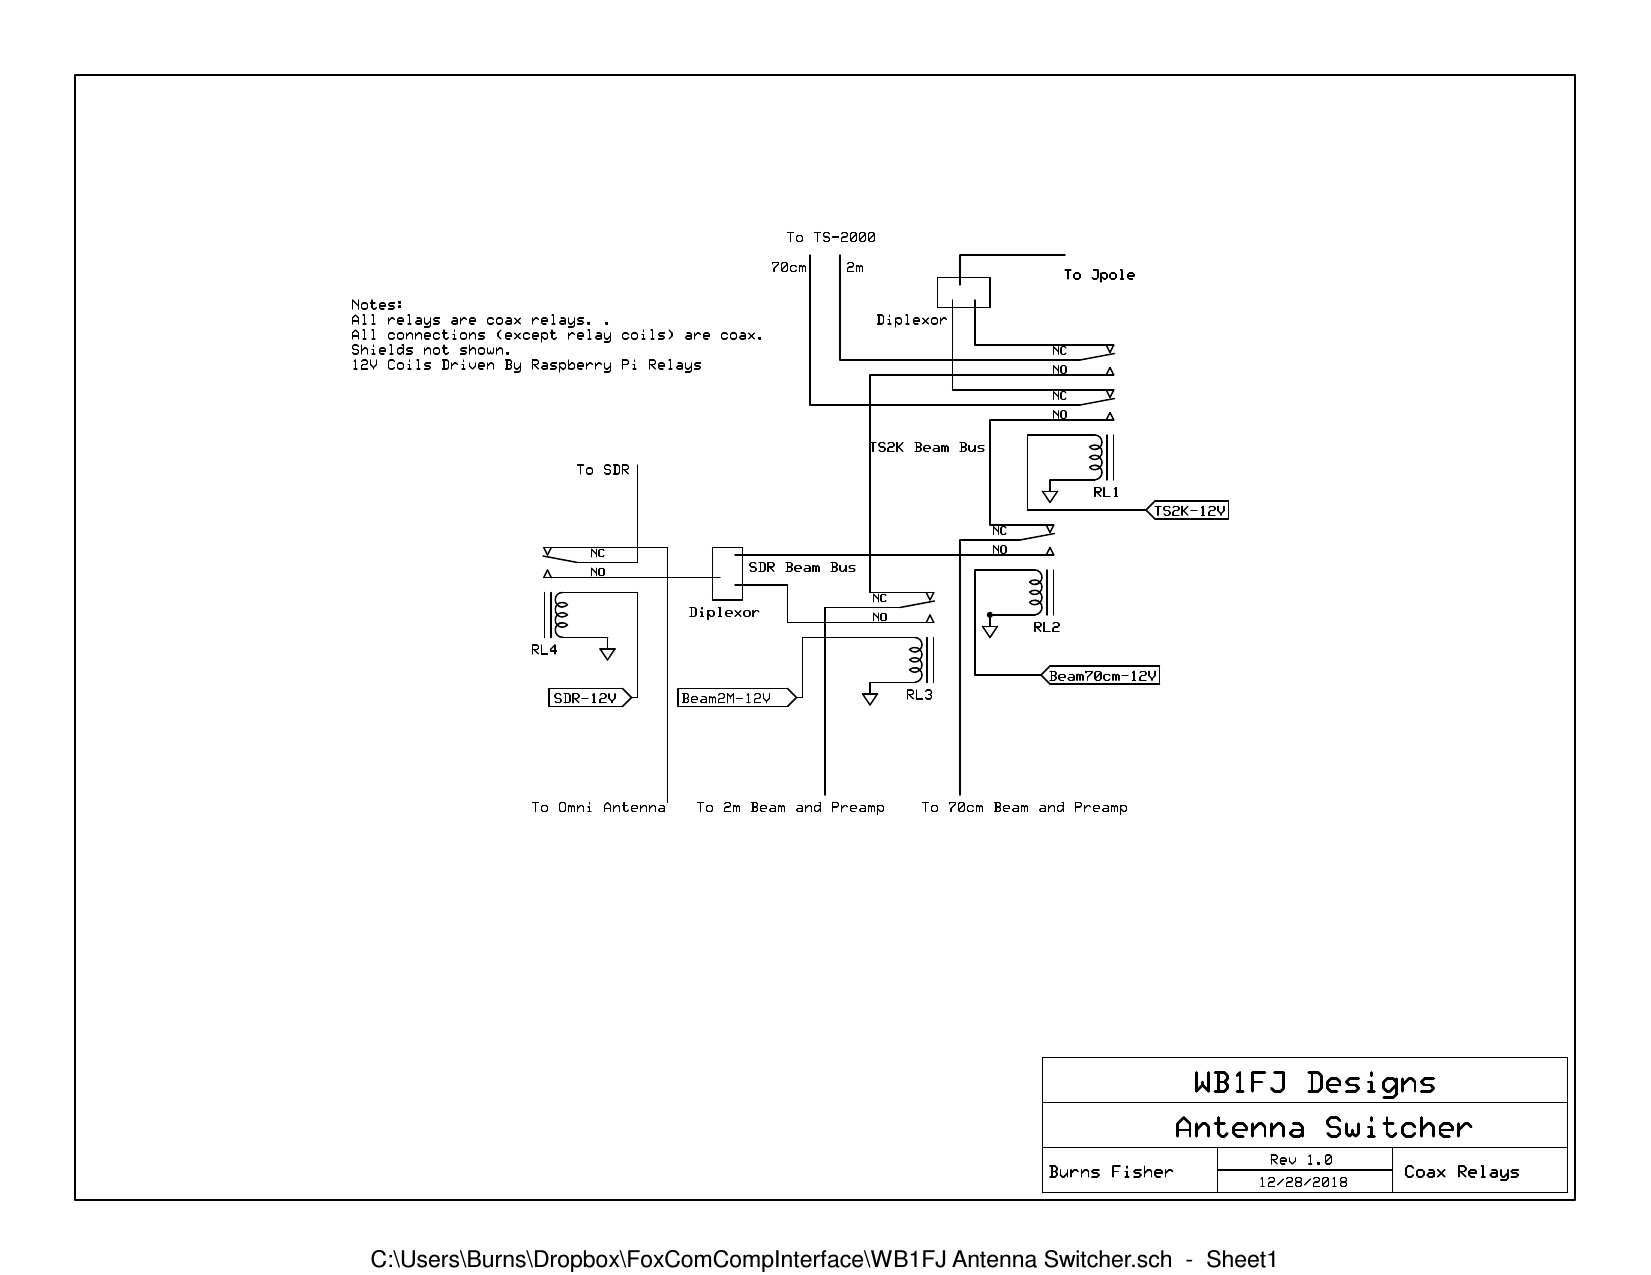 To TS-2000
70cm
2m
To Jpole
Diplexor
Notes:
All relays are coax relays. .
All connections (except relay coils) are coax.
Shields not shown.
12V Coils Driven By Raspberry Pi Relays
NC
NO
NC
NO
TS2K Beam Bus
RL1
TS2K-12V
To SDR
NC
NO
NC
NO
SDR Beam Bus
Diplexor
NC
NO
RL2
RL4
Beam70cm-12V
SDR-12V
Beam2M-12V
RL3
To Omni Antenna
To 2m Beam and Preamp
To 70cm Beam and Preamp
WB1FJ Designs
Antenna Switcher
Burns Fisher
Rev 1.0
12/28/2018
Coax Relays
C:\Users\Burns\Dropbox\FoxComCompInterface\WB1FJ Antenna Switcher.sch - Sheet1